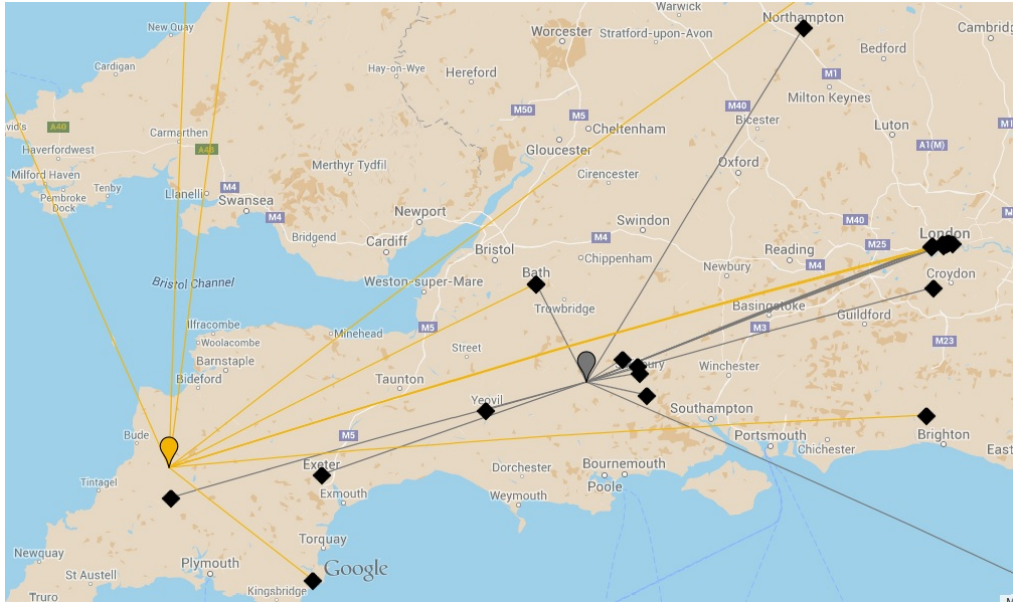 Warwick
Northampton
New Quay
Worcester
Stratford-upon-Avon
Cambridg
Bedford
Cardigan
Hay-on-Wye
Hereford
M1
Milton Keynes
M50
M5
M40
Bicester
Luton
M1
A40
Carmarthen
Cheltenham
A1(M)
vid's
Haverfordwest
A48
Gloucester
Oxford
Merthyr Tydfil
Cirencester
Milford Haven
Pembroke
Dock
Tenby
Llanelli
M4
Swansea
M4
Newport
Swindon
M40
M25
London
Bridgend
Cardiff
Bristol
M4
Chippenham
Reading
M4
Newbury
Croydon
Bristol Channel
Weston-super-Mare
Bath
Trowbridge
Basingstoke
Guildford
M3
M23
Ilfracombe
Woolacombe
Minehead
M5
Street
Barnstaple
Bideford
Taunton
bury
Winchester
Yeovil
Southampton
Bude
M5
Portsmouth
Chichester
Brighton
East
Exeter
Dorchester
Bournemouth
Poole
Tintagel
Exmouth
Weymouth
Newquay
Torquay
Google
St Austell
Plymouth
Truro
Kingsbridge
M